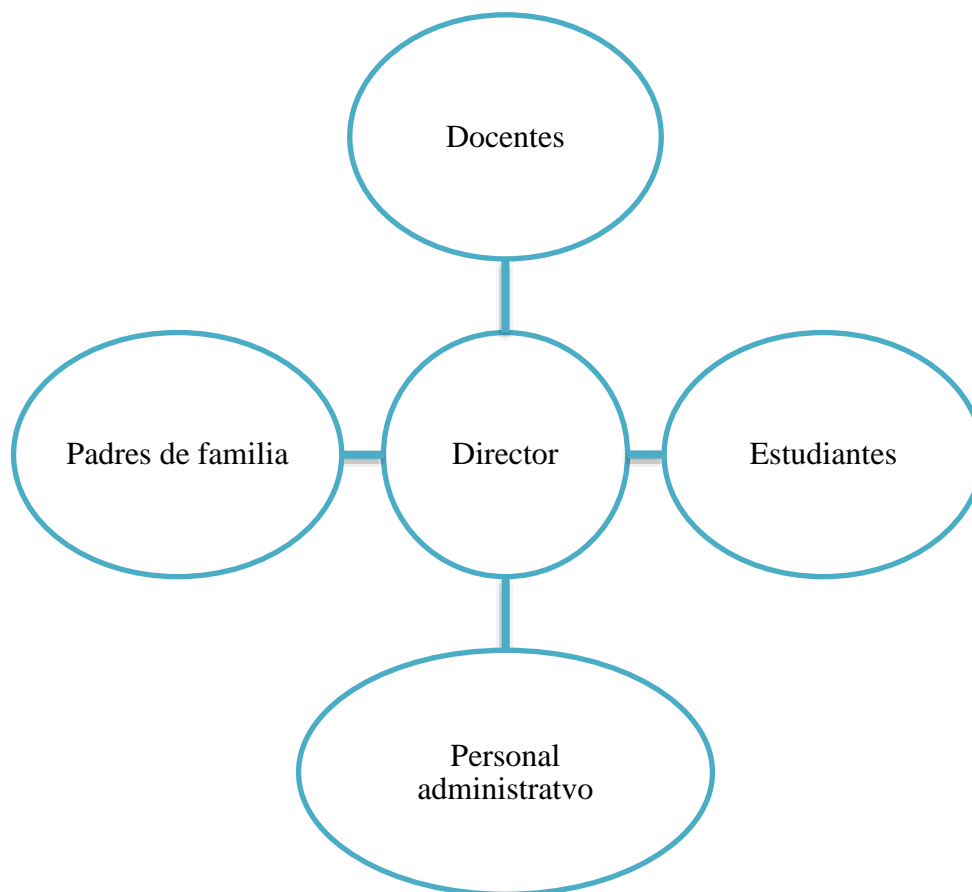 Docentes
Padres de familia
Director
Estudiantes
Personal
administratvo